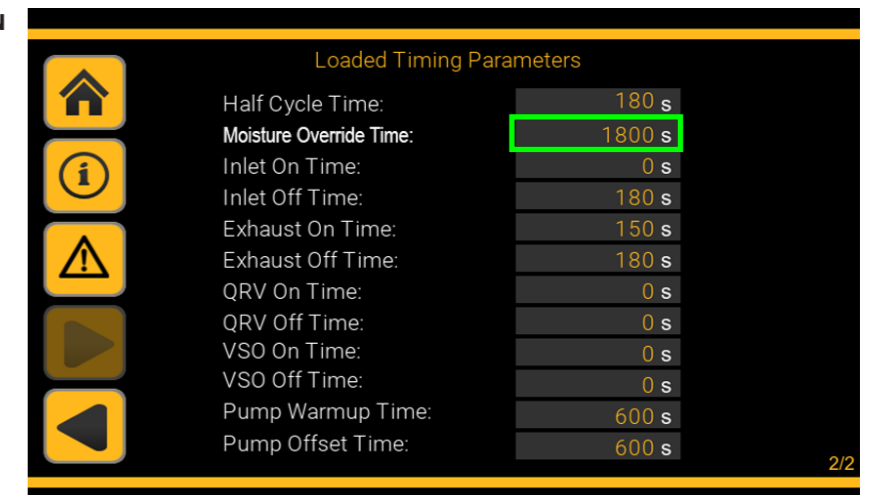 Loaded Timing Parameters
Half Cycle Time: 180 s
Moisture Override Time: 1800 s
Inlet On Time: 0 s
Inlet Off Time: 180 s
Exhaust On Time: 150 s
Exhaust Off Time: 180 s
QRV On Time: 0 s
QRV Off Time: 0 s
VSO On Time: 0 s
VSO Off Time: 0 s
Pump Warmup Time: 600 s
Pump Offset Time: 600 s
2/2